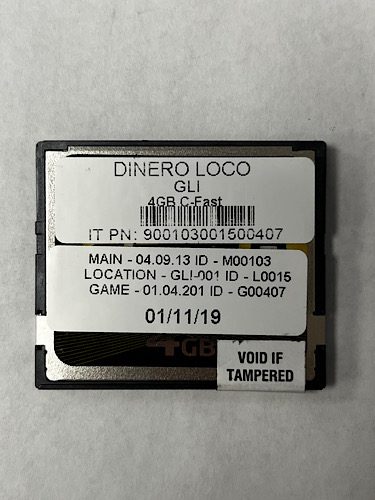 DINERO LOCO
GLI
4GB C-Fast
IT PN: 900103001500407
MAIN - 04.09.13 ID - M00103
LOCATION - GLI-001 ID - L0015
GAME - 01.04.201 ID - G00407
01/11/19
4GB
VOID IF
TAMPERED